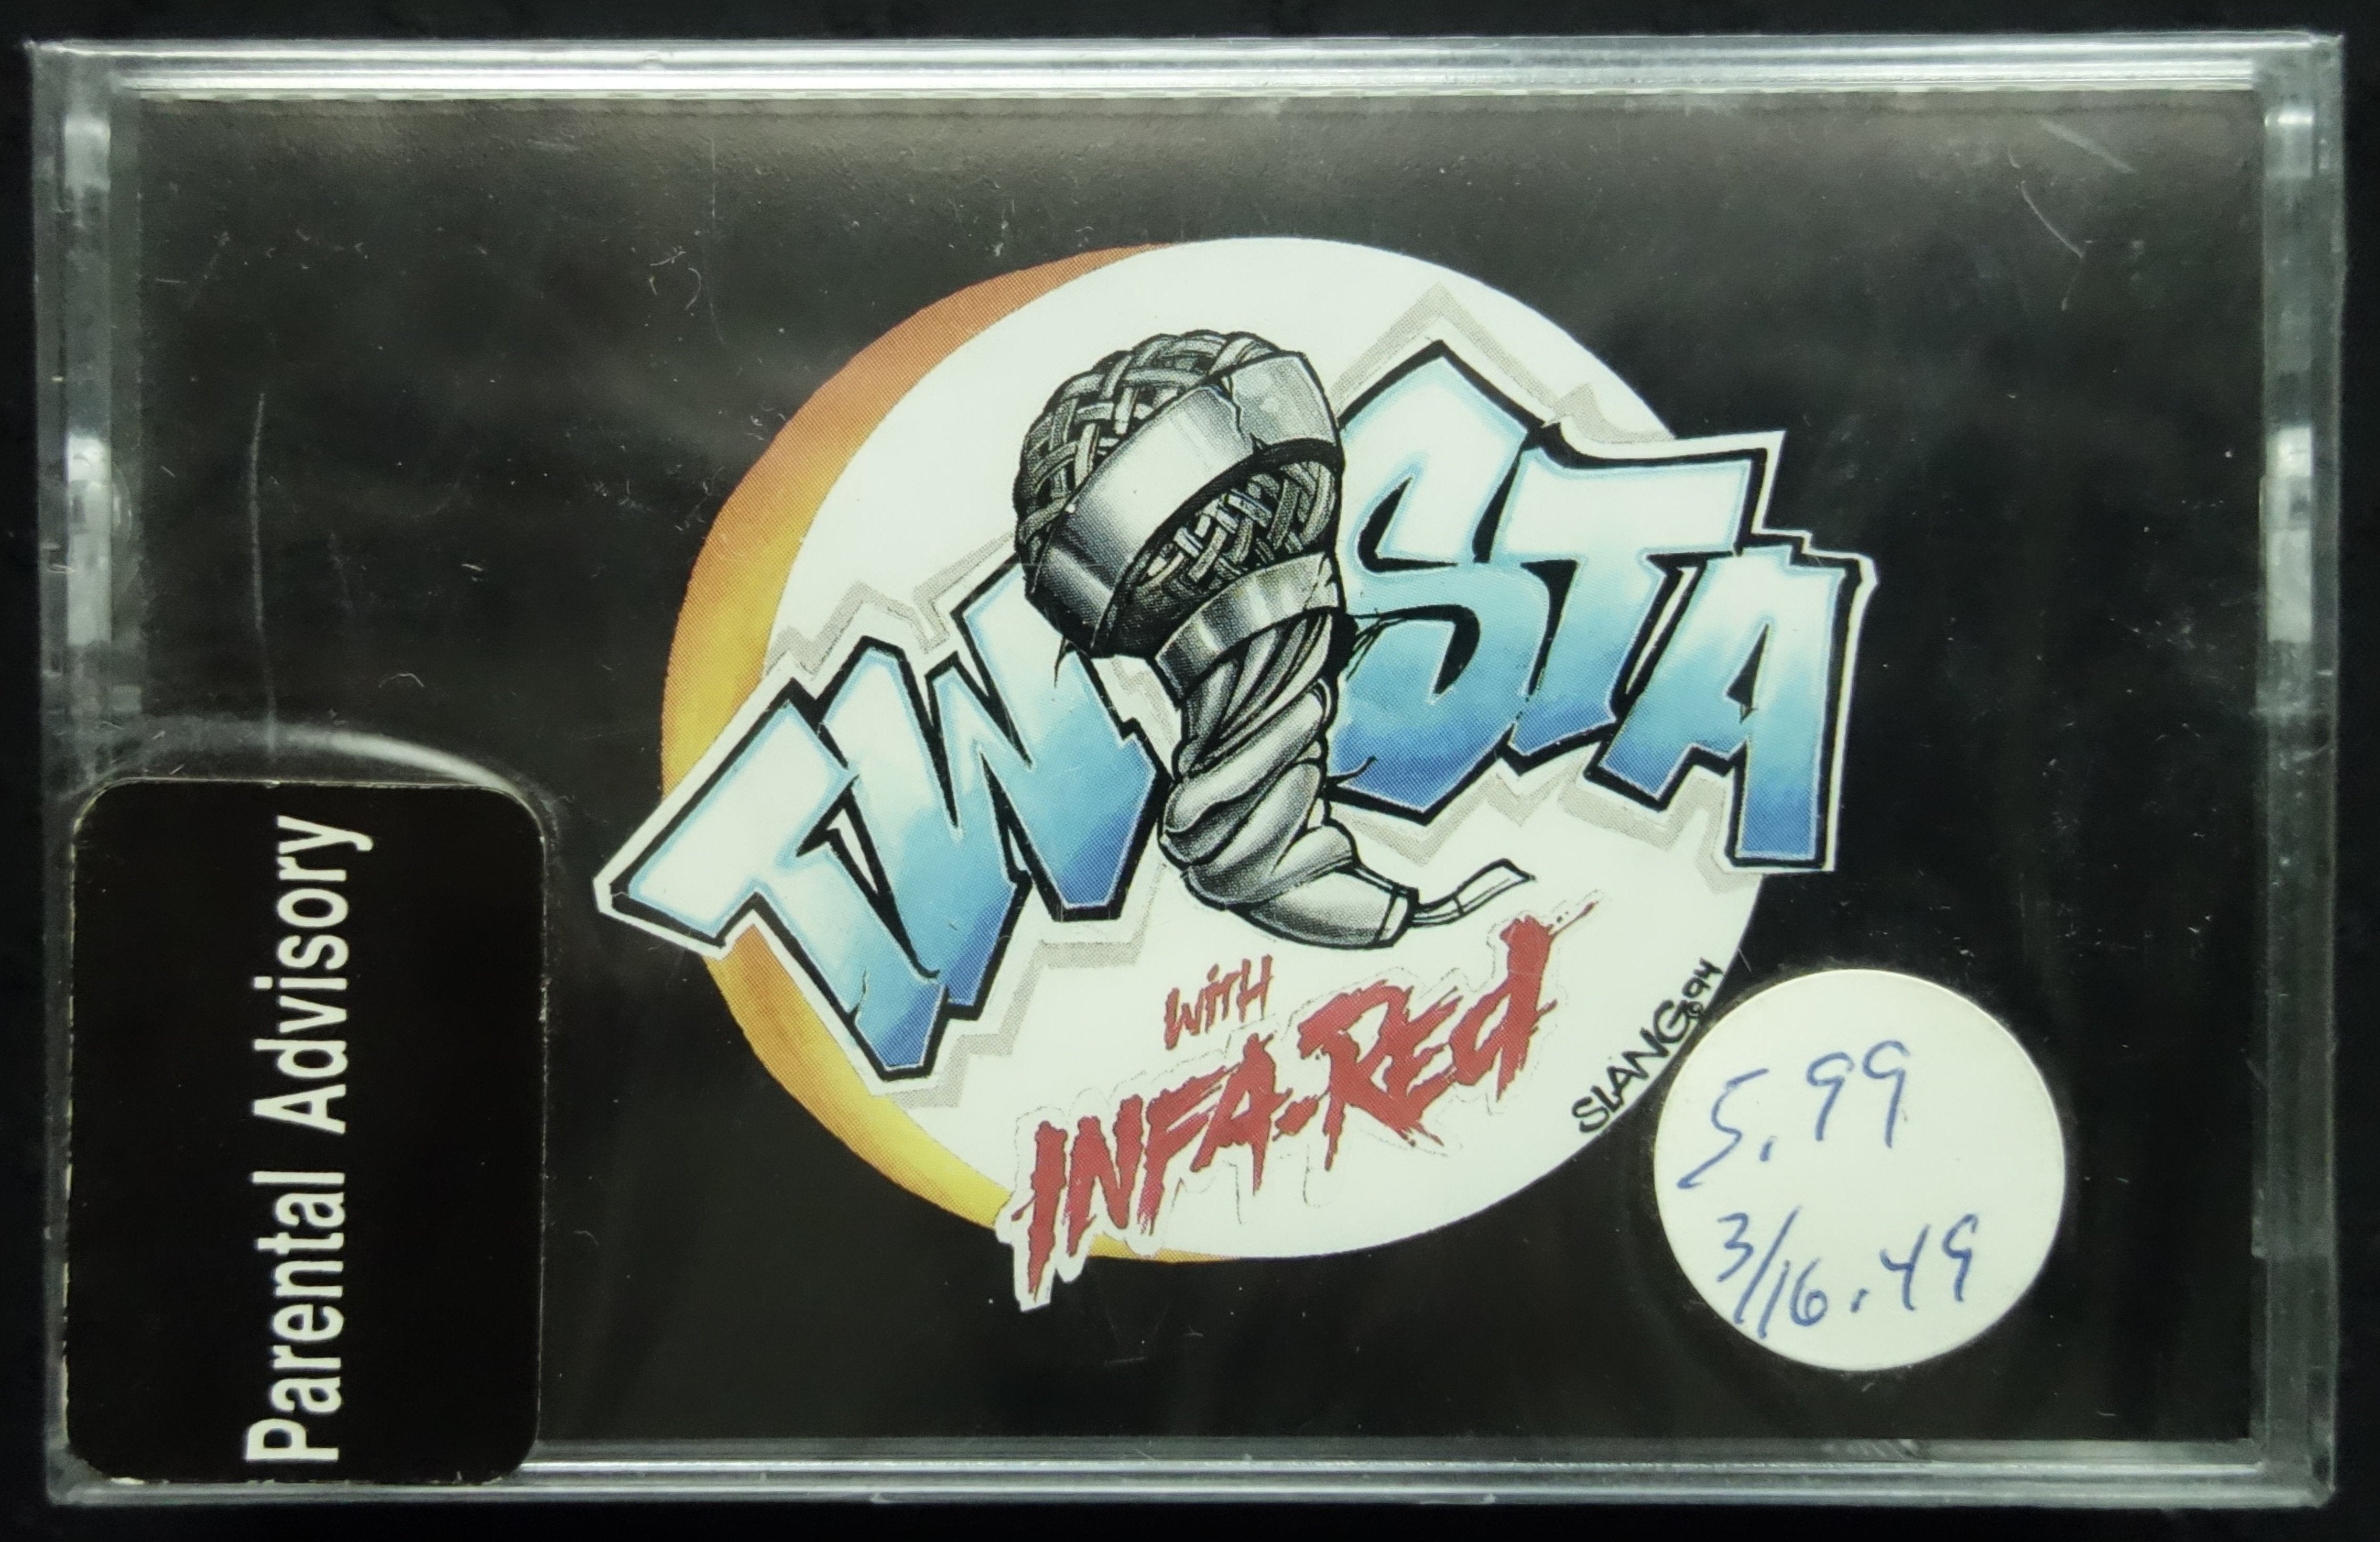 TWISTA
WITH
INFA-RED
SLANG©94
Parental Advisory
5.99
3/16.49